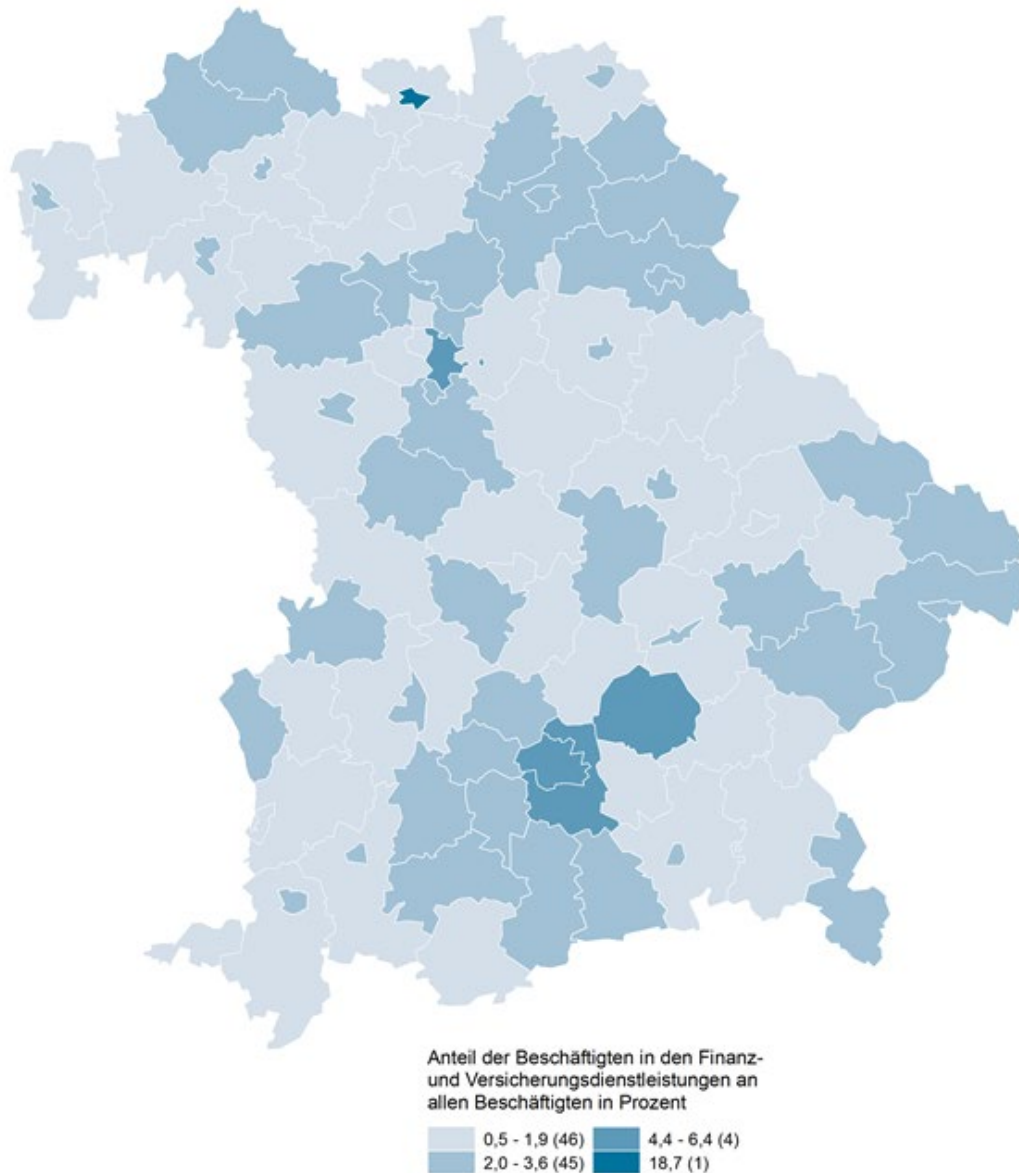 Anteil der Beschäftigten in den Finanz-
und Versicherungsdienstleistungen an
allen Beschäftigten in Prozent
0,5 - 1,9 (46)
4,4 - 6,4 (4)
2,0 - 3,6 (45)
18,7 (1)